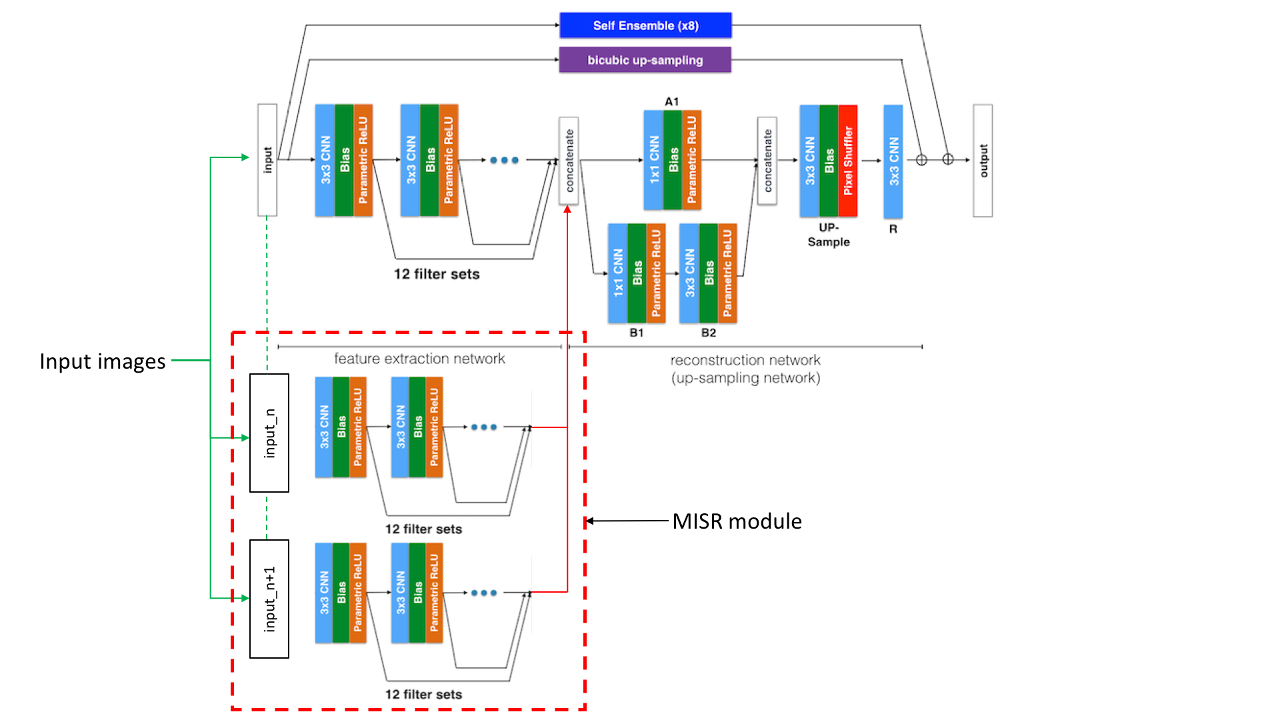 Self Ensemble (x8)
bicubic up-sampling
input
3x3 CNN
Bias
Parametric ReLU
3x3 CNN
Bias
Parametric ReLU
12 filter sets
concatenate
A1
1x1 CNN
Bias
Parametric ReLU
1x1 CNN
Bias
Parametric ReLU
B1
3x3 CNN
Bias
Parametric ReLU
B2
concatenate
3x3 CNN
Bias
Pixel Shuffler
UP-
Sample
3x3 CNN
R
output
feature extraction network
reconstruction network
(up-sampling network)
Input images
input_n
3x3 CNN
Bias
Parametric ReLU
3x3 CNN
Bias
Parametric ReLU
12 filter sets
MISR module
input_n+1
3x3 CNN
Bias
Parametric ReLU
3x3 CNN
Bias
Parametric ReLU
12 filter sets